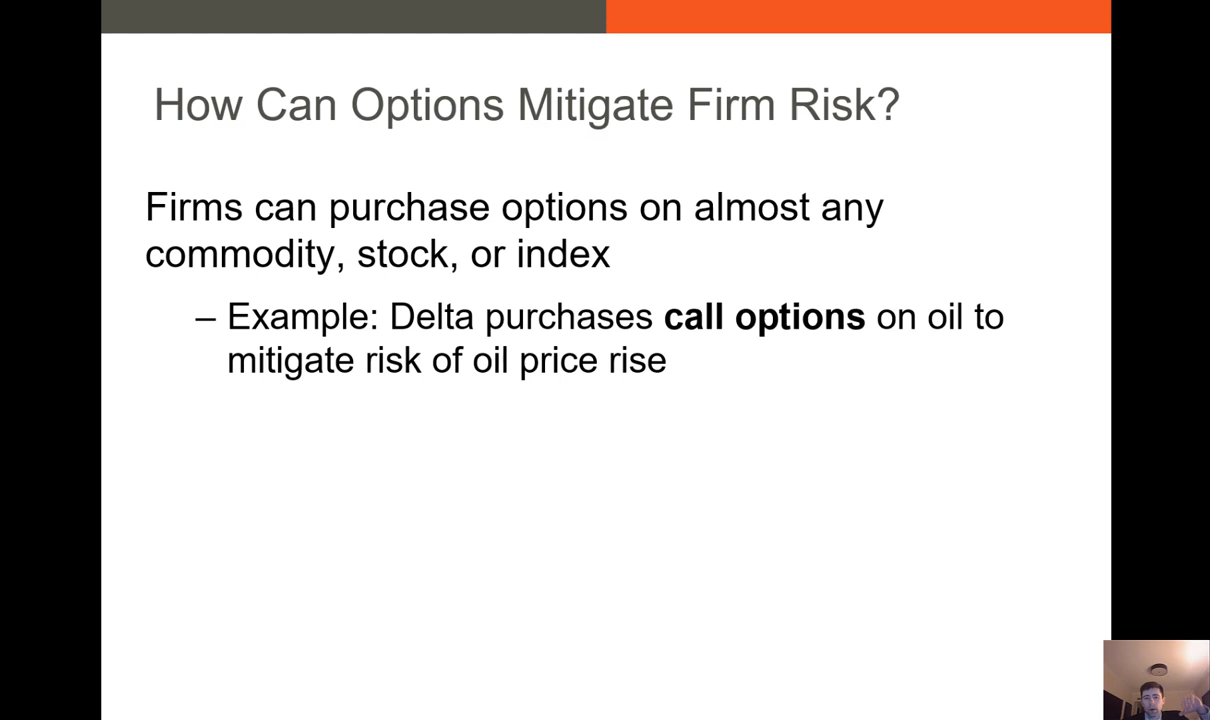 How Can Options Mitigate Firm Risk?
Firms can purchase options on almost any
commodity, stock, or index
– Example: Delta purchases call options on oil to
mitigate risk of oil price rise